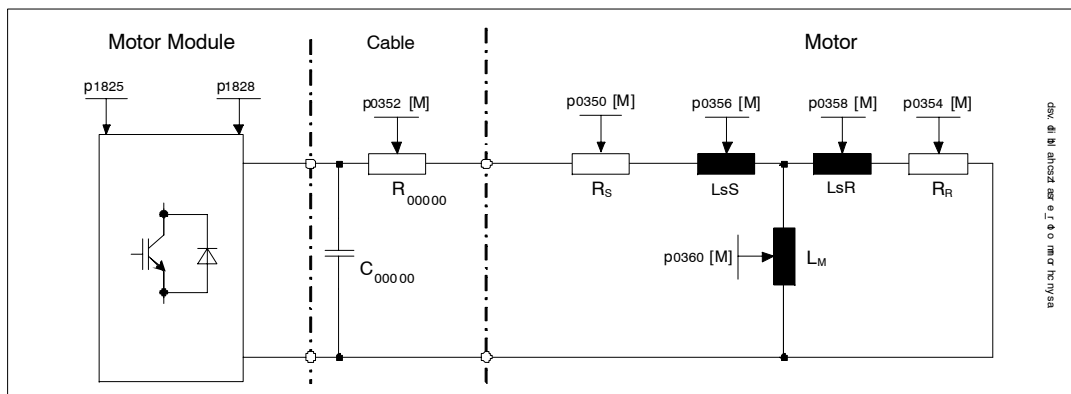 Motor Module
Cable
Motor
p1825
p1828
p0352 [M]
p0350 [M]
p0356 [M]
p0358 [M]
p0354 [M]
R00000
RS
LsS
LsR
RR
p0360 [M]
LM
C00000